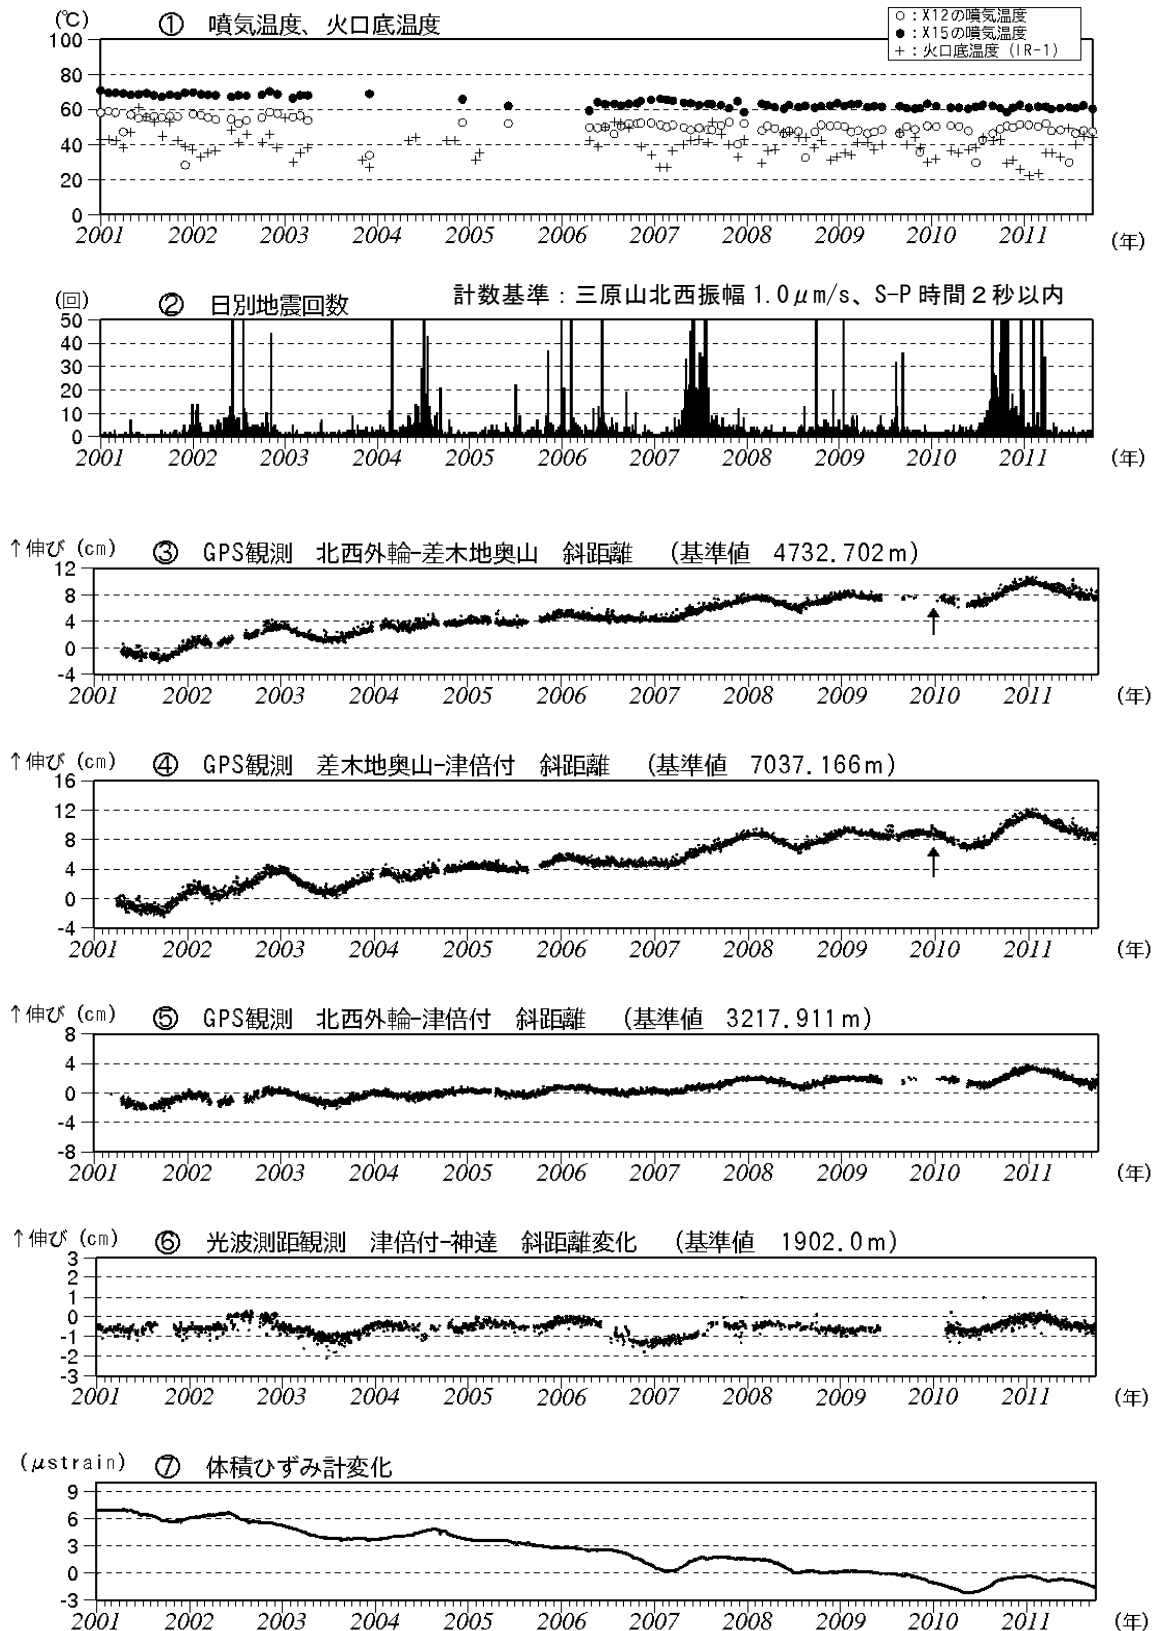 (℃) ① 噴気温度、火口底温度
○:X12の噴気温度
●:X15の噴気温度
+:火口底温度(IR-1)
100
80
60
40
20
0
2001 2002 2003 2004 2005 2006 2007 2008 2009 2010 2011 (年)
(回) ② 日別地震回数 計数基準:三原山北西振幅1.0μm/s、S-P時間2秒以内
50
40
30
20
10
0
2001 2002 2003 2004 2005 2006 2007 2008 2009 2010 2011 (年)
↑伸び(cm) ③ GPS観測 北西外輪-差木地奥山 斜距離 (基準値 4732.702m)
12
8
4
0
-4
2001 2002 2003 2004 2005 2006 2007 2008 2009 2010 2011 (年)
↑伸び(cm) ④ GPS観測 差木地奥山-津倍付 斜距離 (基準値 7037.166m)
16
12
8
4
0
-4
2001 2002 2003 2004 2005 2006 2007 2008 2009 2010 2011 (年)
↑伸び(cm) ⑤ GPS観測 北西外輪-津倍付 斜距離 (基準値 3217.911m)
8
4
0
-4
-8
2001 2002 2003 2004 2005 2006 2007 2008 2009 2010 2011 (年)
↑伸び(cm) ⑥ 光波測距観測 津倍付-神達 斜距離変化 (基準値 1902.0m)
3
2
1
0
-1
-2
-3
2001 2002 2003 2004 2005 2006 2007 2008 2009 2010 2011 (年)
(μstrain) ⑦ 体積ひずみ計変化
9
6
3
0
-3
2001 2002 2003 2004 2005 2006 2007 2008 2009 2010 2011 (年)